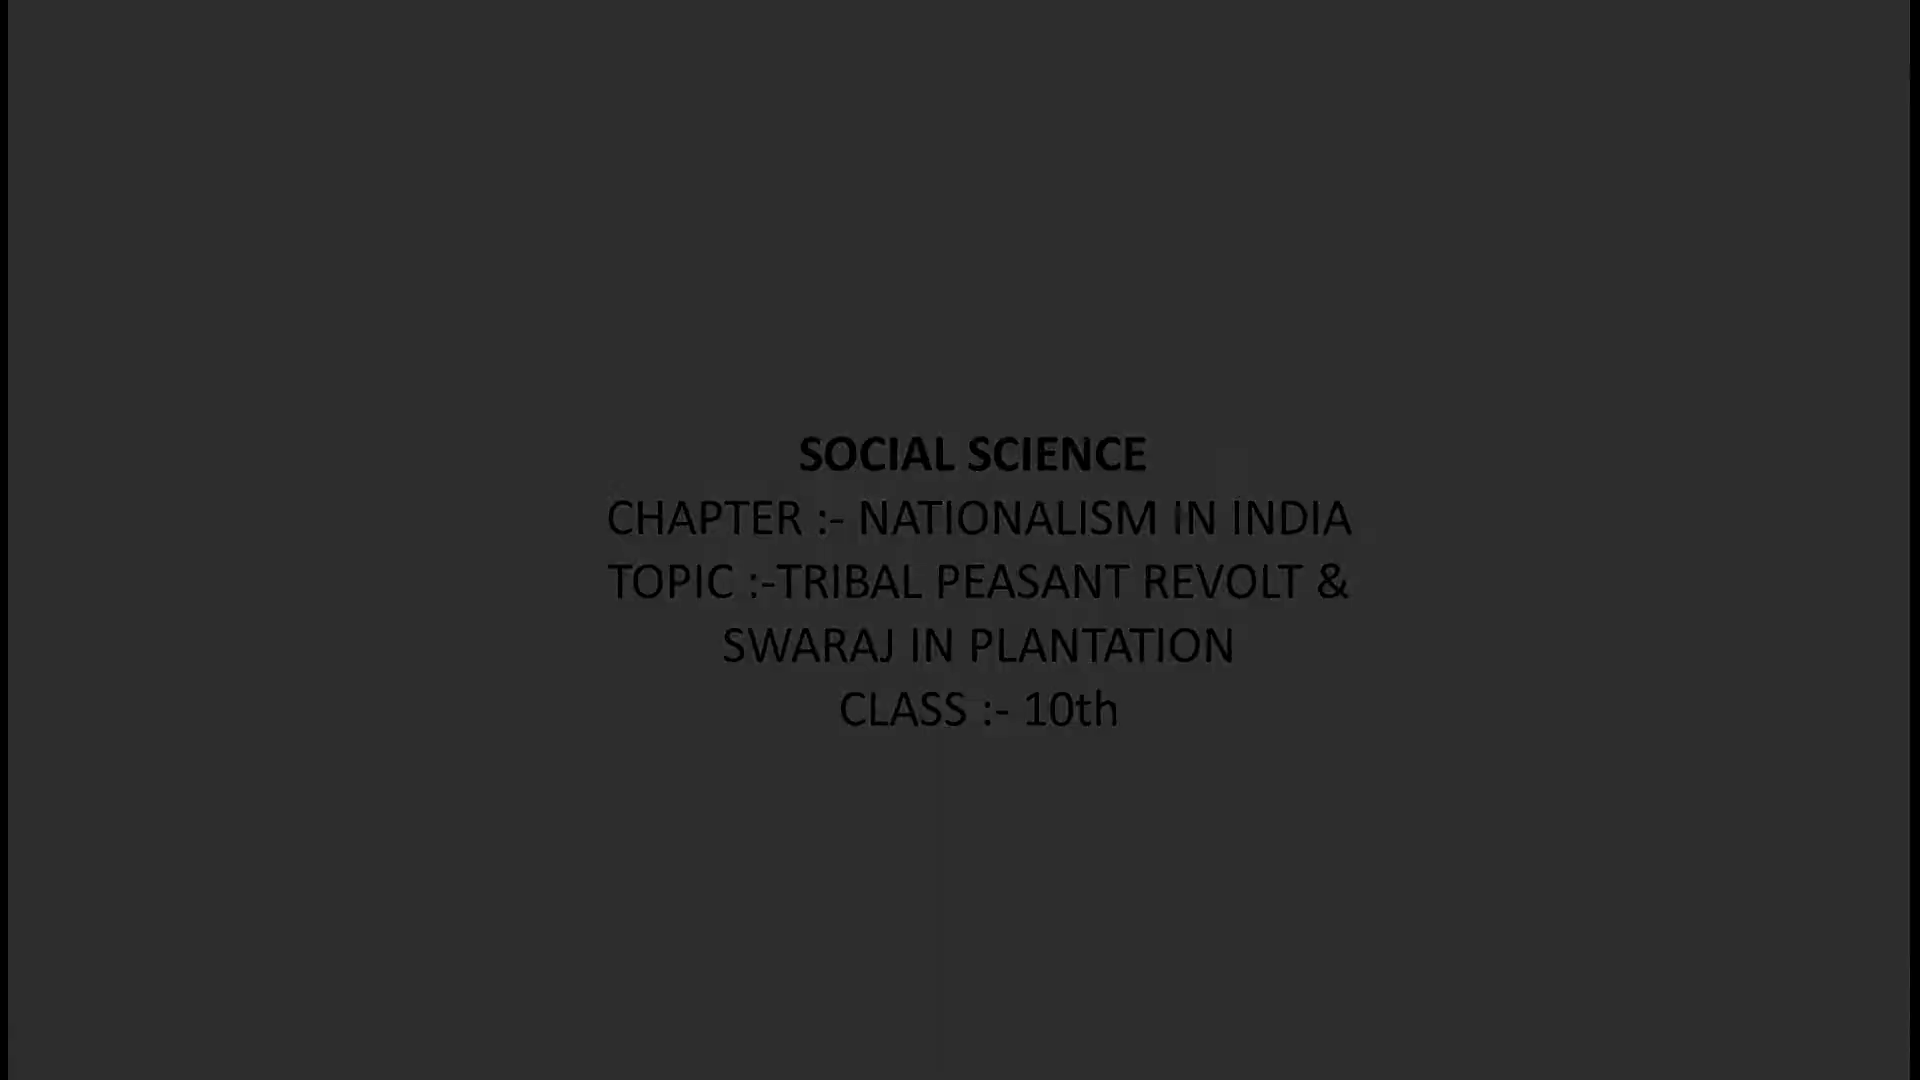 SOCIAL SCIENCE
CHAPTER :- NATIONALISM IN INDIA
TOPIC :-TRIBAL PEASANT REVOLT &
SWARAJ IN PLANTATION
CLASS :- 10th